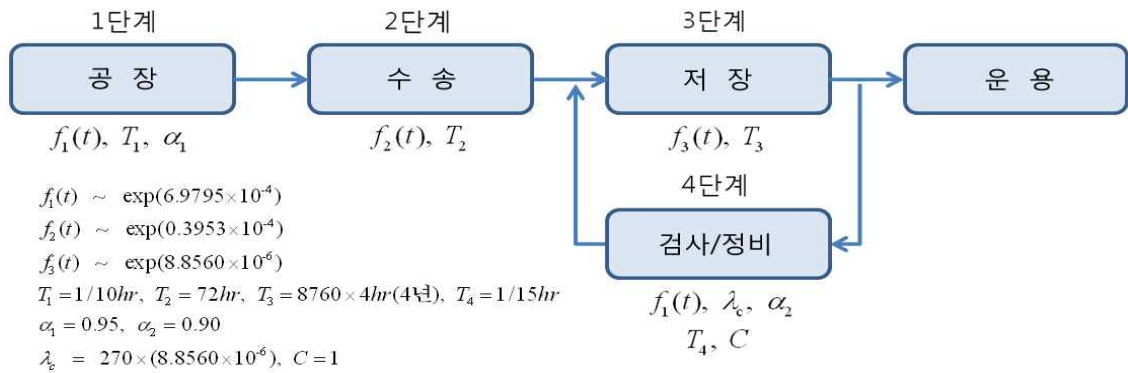 1단계 2단계 3단계
공 장 수 송 저 장 운 용
f₁(t), T₁, α₁ f₂(t), T₂ f₃(t), T₃
4단계
검사/정비
f₁(t), λc, α₂
T₄, C
f₁(t) ~ exp(6.9795×10⁻⁴)
f₂(t) ~ exp(0.3953×10⁻⁴)
f₃(t) ~ exp(8.8560×10⁻⁶)
T₁ = 1/10hr, T₂ = 72hr, T₃ = 8760×4hr(4년), T₄ = 1/15hr
α₁ = 0.95, α₂ = 0.90
λc = 270×(8.8560×10⁻⁶), C = 1